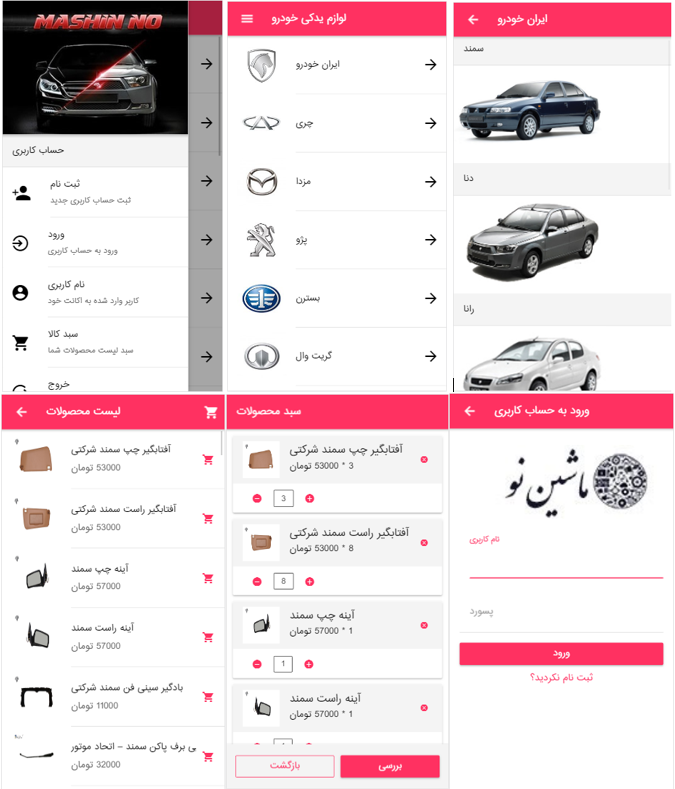 MASHIN NO
حساب کاربری
ثبت نام
ثبت حساب کاربری جدید
ورود
ورود به حساب کاربری
نام کاربری
کاربر وارد شده به اکانت خود
سبد کالا
سبد لیست محصولات شما
خروج
لوازم یدکی خودرو
ایران خودرو
چری
مزدا
پژو
بسترن
گریت وال
ایران خودرو
سمند
دنا
رانا
لیست محصولات
آفتابگیر چپ سمند شرکتی
53000 تومان
آفتابگیر راست سمند شرکتی
53000 تومان
آینه چپ سمند
57000 تومان
آینه راست سمند
57000 تومان
بادگیر سینی فن سمند شرکتی
11000 تومان
ی برف پاکن سمند – اتحاد موتور
32000 تومان
سبد محصولات
آفتابگیر چپ سمند شرکتی
3 * 53000 تومان
3
آفتابگیر راست سمند شرکتی
8 * 53000 تومان
8
آینه چپ سمند
1 * 57000 تومان
1
آینه راست سمند
1 * 57000 تومان
بازگشت
بررسی
ورود به حساب کاربری
ماشین نو
نام کاربری
پسورد
ورود
ثبت نام نکردید؟